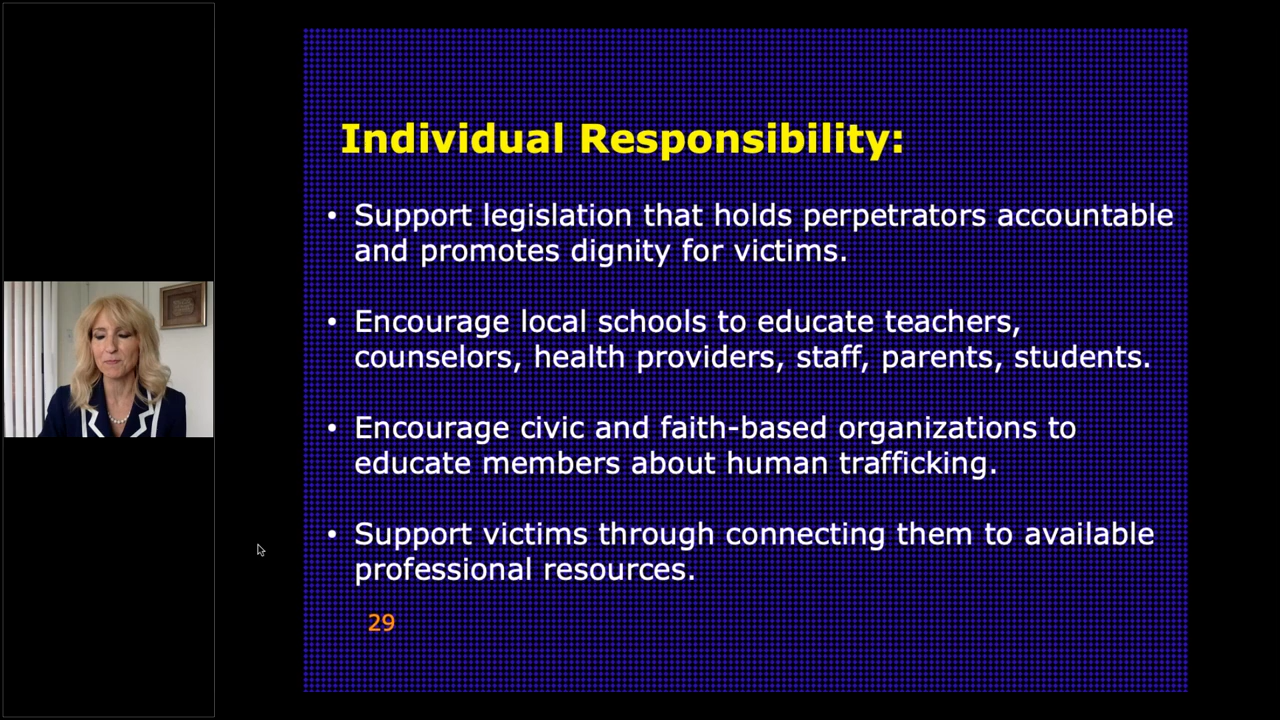 Individual Responsibility:
• Support legislation that holds perpetrators accountable
and promotes dignity for victims.
• Encourage local schools to educate teachers,
counselors, health providers, staff, parents, students.
• Encourage civic and faith-based organizations to
educate members about human trafficking.
• Support victims through connecting them to available
professional resources.
29